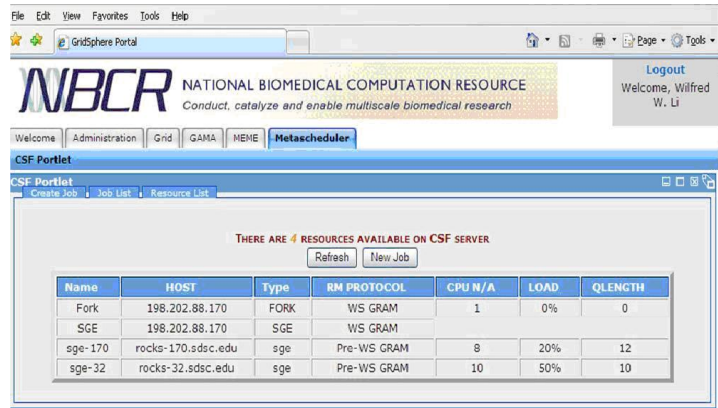 File Edit View Favorites Tools Help
GridSphere Portal
Page Tools
NBCR NATIONAL BIOMEDICAL COMPUTATION RESOURCE
Conduct, catalyze and enable multiscale biomedical research
Logout
Welcome, Wilfred
W. Li
Welcome Administration Grid GAMA MEME Metascheduler
CSF Portlet
CSF Portlet
Create Job Job List Resource List
THERE ARE 4 RESOURCES AVAILABLE ON CSF SERVER
Refresh New Job
Name HOST Type RM PROTOCOL CPU N/A LOAD QLENGTH
Fork 198.202.88.170 FORK WS GRAM 1 0% 0
SGE 198.202.88.170 SGE WS GRAM
sge-170 rocks-170.sdsc.edu sge Pre-WS GRAM 8 20% 12
sge-32 rocks-32.sdsc.edu sge Pre-WS GRAM 10 50% 10